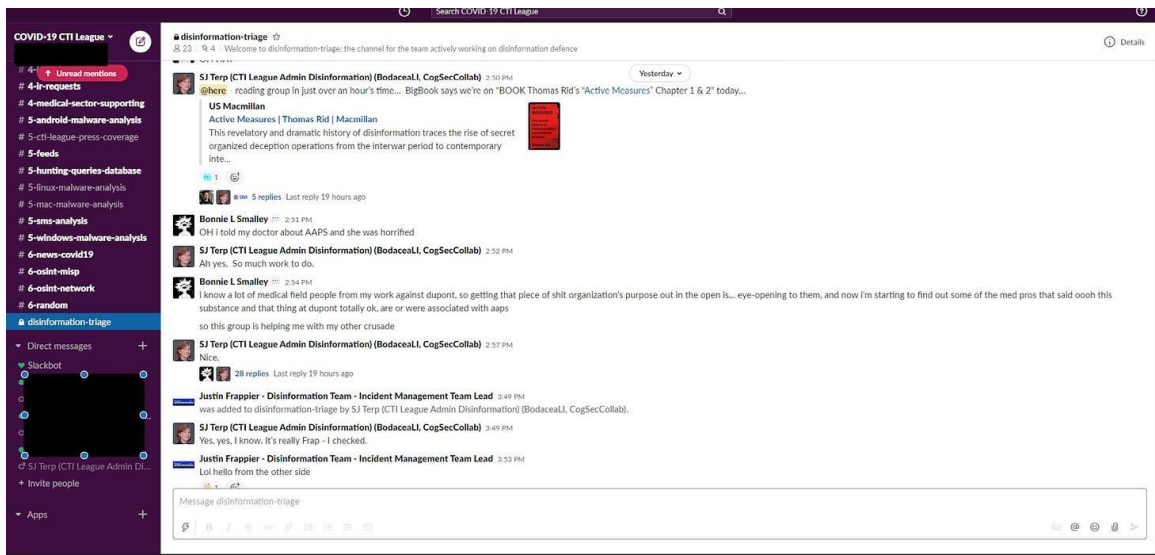 Search COVID-19 CTI League
COVID-19 CTI League
disinformation-triage
23 | 4 | Welcome to disinformation-triage: the channel for the team actively working on disinformation defence
Details
Unread mentions
# 4-ir-requests
# 4-medical-sector-supporting
# 5-android-malware-analysis
# 5-cti-league-press-coverage
# 5-feeds
# 5-hunting-queries-database
# 5-linux-malware-analysis
# 5-mac-malware-analysis
# 5-sms-analysis
# 5-windows-malware-analysis
# 6-news-covid19
# 6-osint-misp
# 6-osint-network
# 6-random
disinformation-triage
Direct messages +
Slackbot
SJ Terp (CTI League Admin Di...
+ Invite people
Apps +
Yesterday
SJ Terp (CTI League Admin Disinformation) (BodaceaLI, CogSecCollab) 2:50 PM
@here - reading group in just over an hour's time... BigBook says we're on "BOOK Thomas Rid's "Active Measures" Chapter 1 & 2" today...
US Macmillan
Active Measures | Thomas Rid | Macmillan
This revelatory and dramatic history of disinformation traces the rise of secret
organized deception operations from the interwar period to contemporary
inte...
1
5 replies Last reply 19 hours ago
Bonnie L Smalley 2:51 PM
OH i told my doctor about AAPS and she was horrified
SJ Terp (CTI League Admin Disinformation) (BodaceaLI, CogSecCollab) 2:52 PM
Ah yes. So much work to do.
Bonnie L Smalley 2:54 PM
i know a lot of medical field people from my work against dupont, so getting that piece of shit organization's purpose out in the open is... eye-opening to them, and now i'm starting to find out some of the med pros that said oooh this
substance and that thing at dupont totally ok, are or were associated with aaps
so this group is helping me with my other crusade
SJ Terp (CTI League Admin Disinformation) (BodaceaLI, CogSecCollab) 2:57 PM
Nice.
28 replies Last reply 19 hours ago
Justin Frappier - Disinformation Team - Incident Management Team Lead 3:49 PM
was added to disinformation-triage by SJ Terp (CTI League Admin Disinformation) (BodaceaLI, CogSecCollab).
SJ Terp (CTI League Admin Disinformation) (BodaceaLI, CogSecCollab) 3:49 PM
Yes, yes, I know. It's really Frap - I checked.
Justin Frappier - Disinformation Team - Incident Management Team Lead 3:53 PM
Lol hello from the other side
Message disinformation-triage